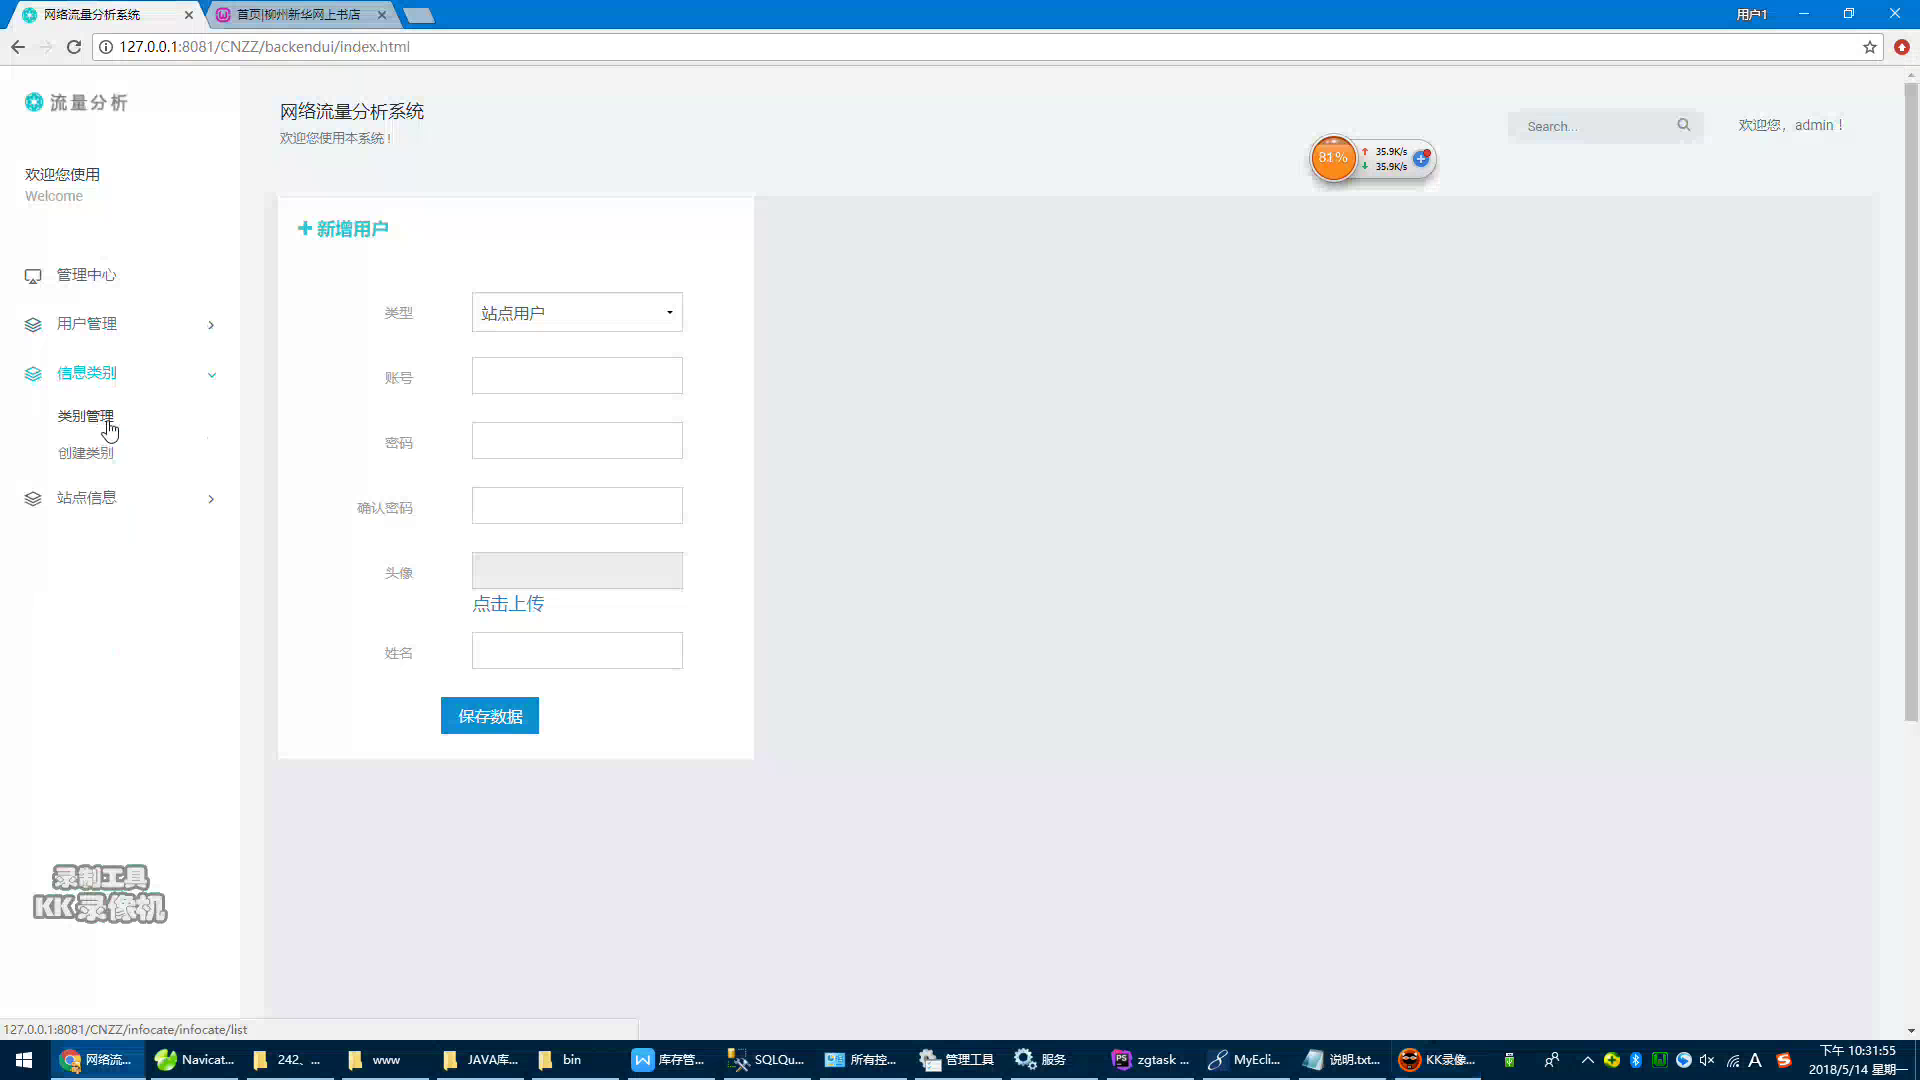 网络流量分析系统
首页|柳州新华网上书店
用户1
127.0.0.1:8081/CNZZ/backendui/index.html
流量分析
网络流量分析系统
欢迎您使用本系统！
Search...
欢迎您，admin！
81%
35.9K/s
35.9K/s
欢迎您使用
Welcome
新增用户
管理中心
用户管理
信息类别
类别管理
创建类别
站点信息
类型
站点用户
账号
密码
确认密码
头像
点击上传
姓名
保存数据
录制工具
KK录像机
127.0.0.1:8081/CNZZ/infocate/infocate/list
网络流...
Navicat...
242、...
www
JAVA库...
bin
库存管...
SQLQu...
所有控...
管理工具
服务
zgtask ...
MyEcli...
说明.txt...
KK录像...
下午 10:31:55
2018/5/14 星期一